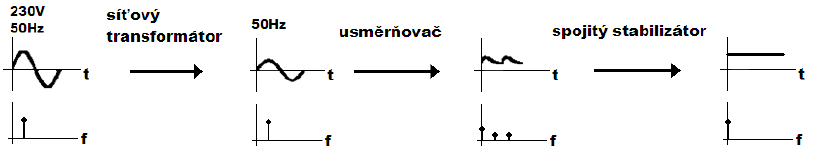 230V
50Hz
síťový
transformátor
50Hz
usměrňovač
spojitý stabilizátor
t
t
t
t
f
f
f
f